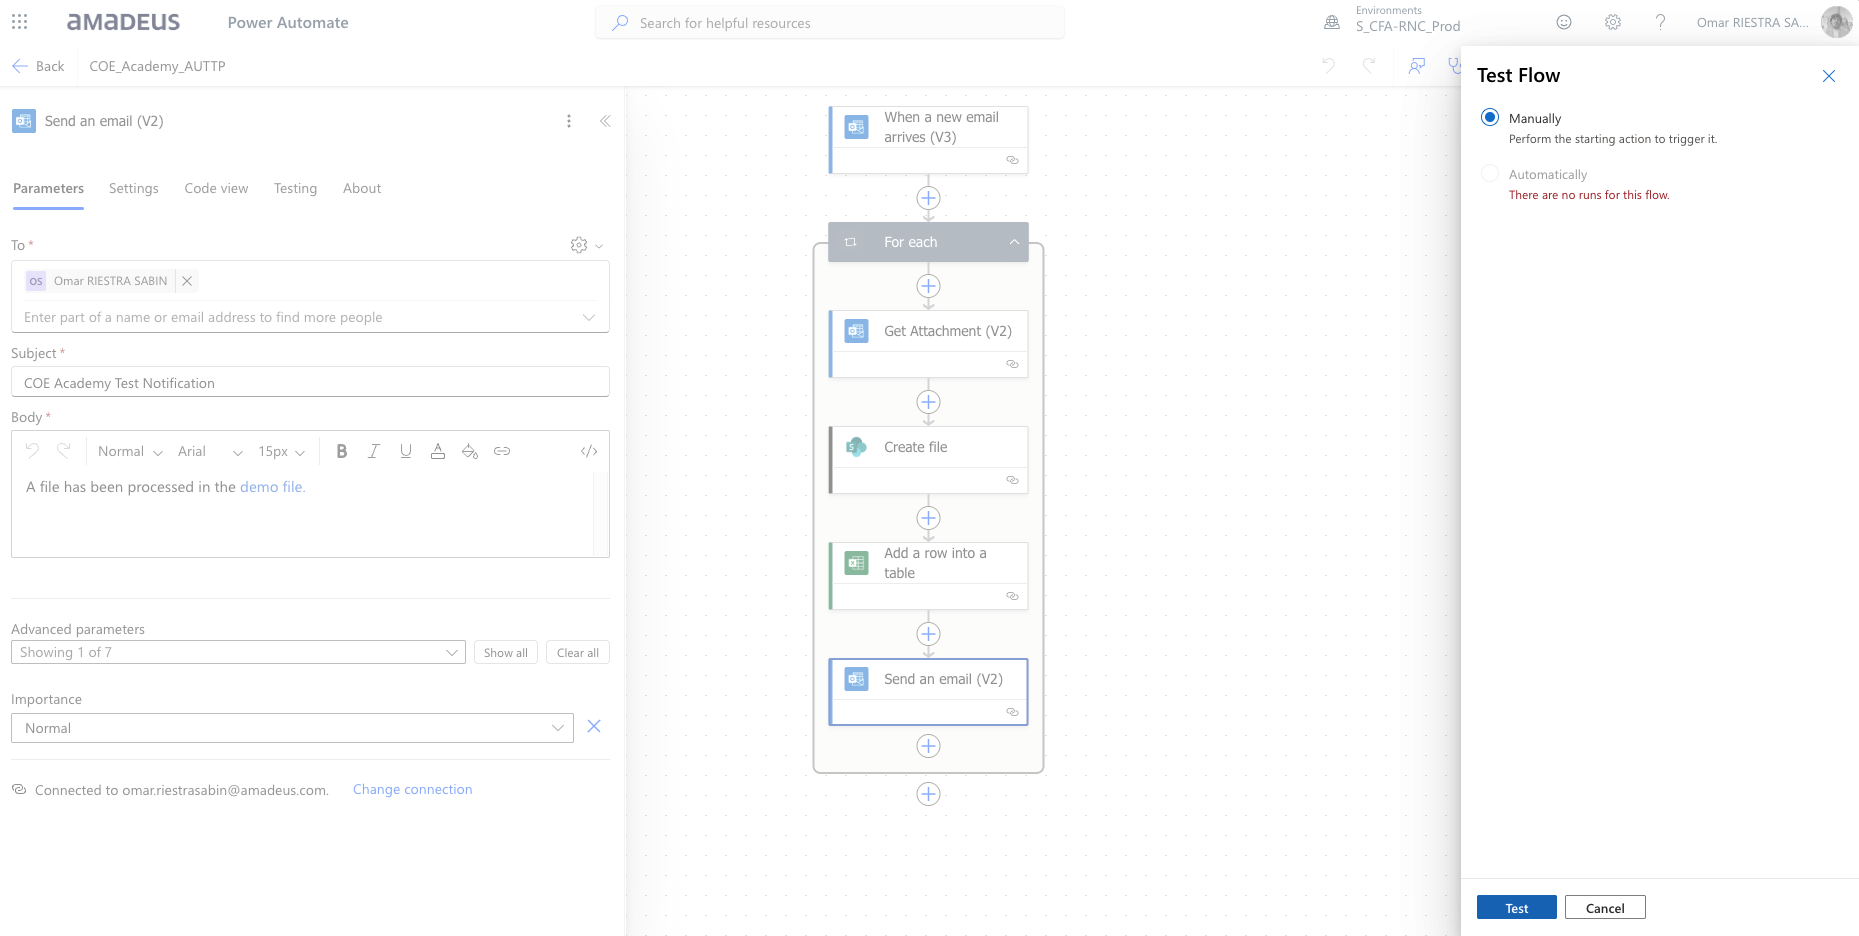 amadeus
Power Automate
Search for helpful resources
Environments
S_CFA-RNC_Prod
Omar RIESTRA SA...
Back
COE_Academy_AUTTP
Send an email (V2)
Parameters
Settings
Code view
Testing
About
To *
OS
Omar RIESTRA SABIN
Enter part of a name or email address to find more people
Subject *
COE Academy Test Notification
Body *
Normal
Arial
15px
B
I
U
A
</>
A file has been processed in the demo file.
Advanced parameters
Showing 1 of 7
Show all
Clear all
Importance
Normal
Connected to omar.riestrasabin@amadeus.com.
Change connection
When a new email
arrives (V3)
For each
Get Attachment (V2)
Create file
Add a row into a
table
Send an email (V2)
Test Flow
Manually
Perform the starting action to trigger it.
Automatically
There are no runs for this flow.
Test
Cancel